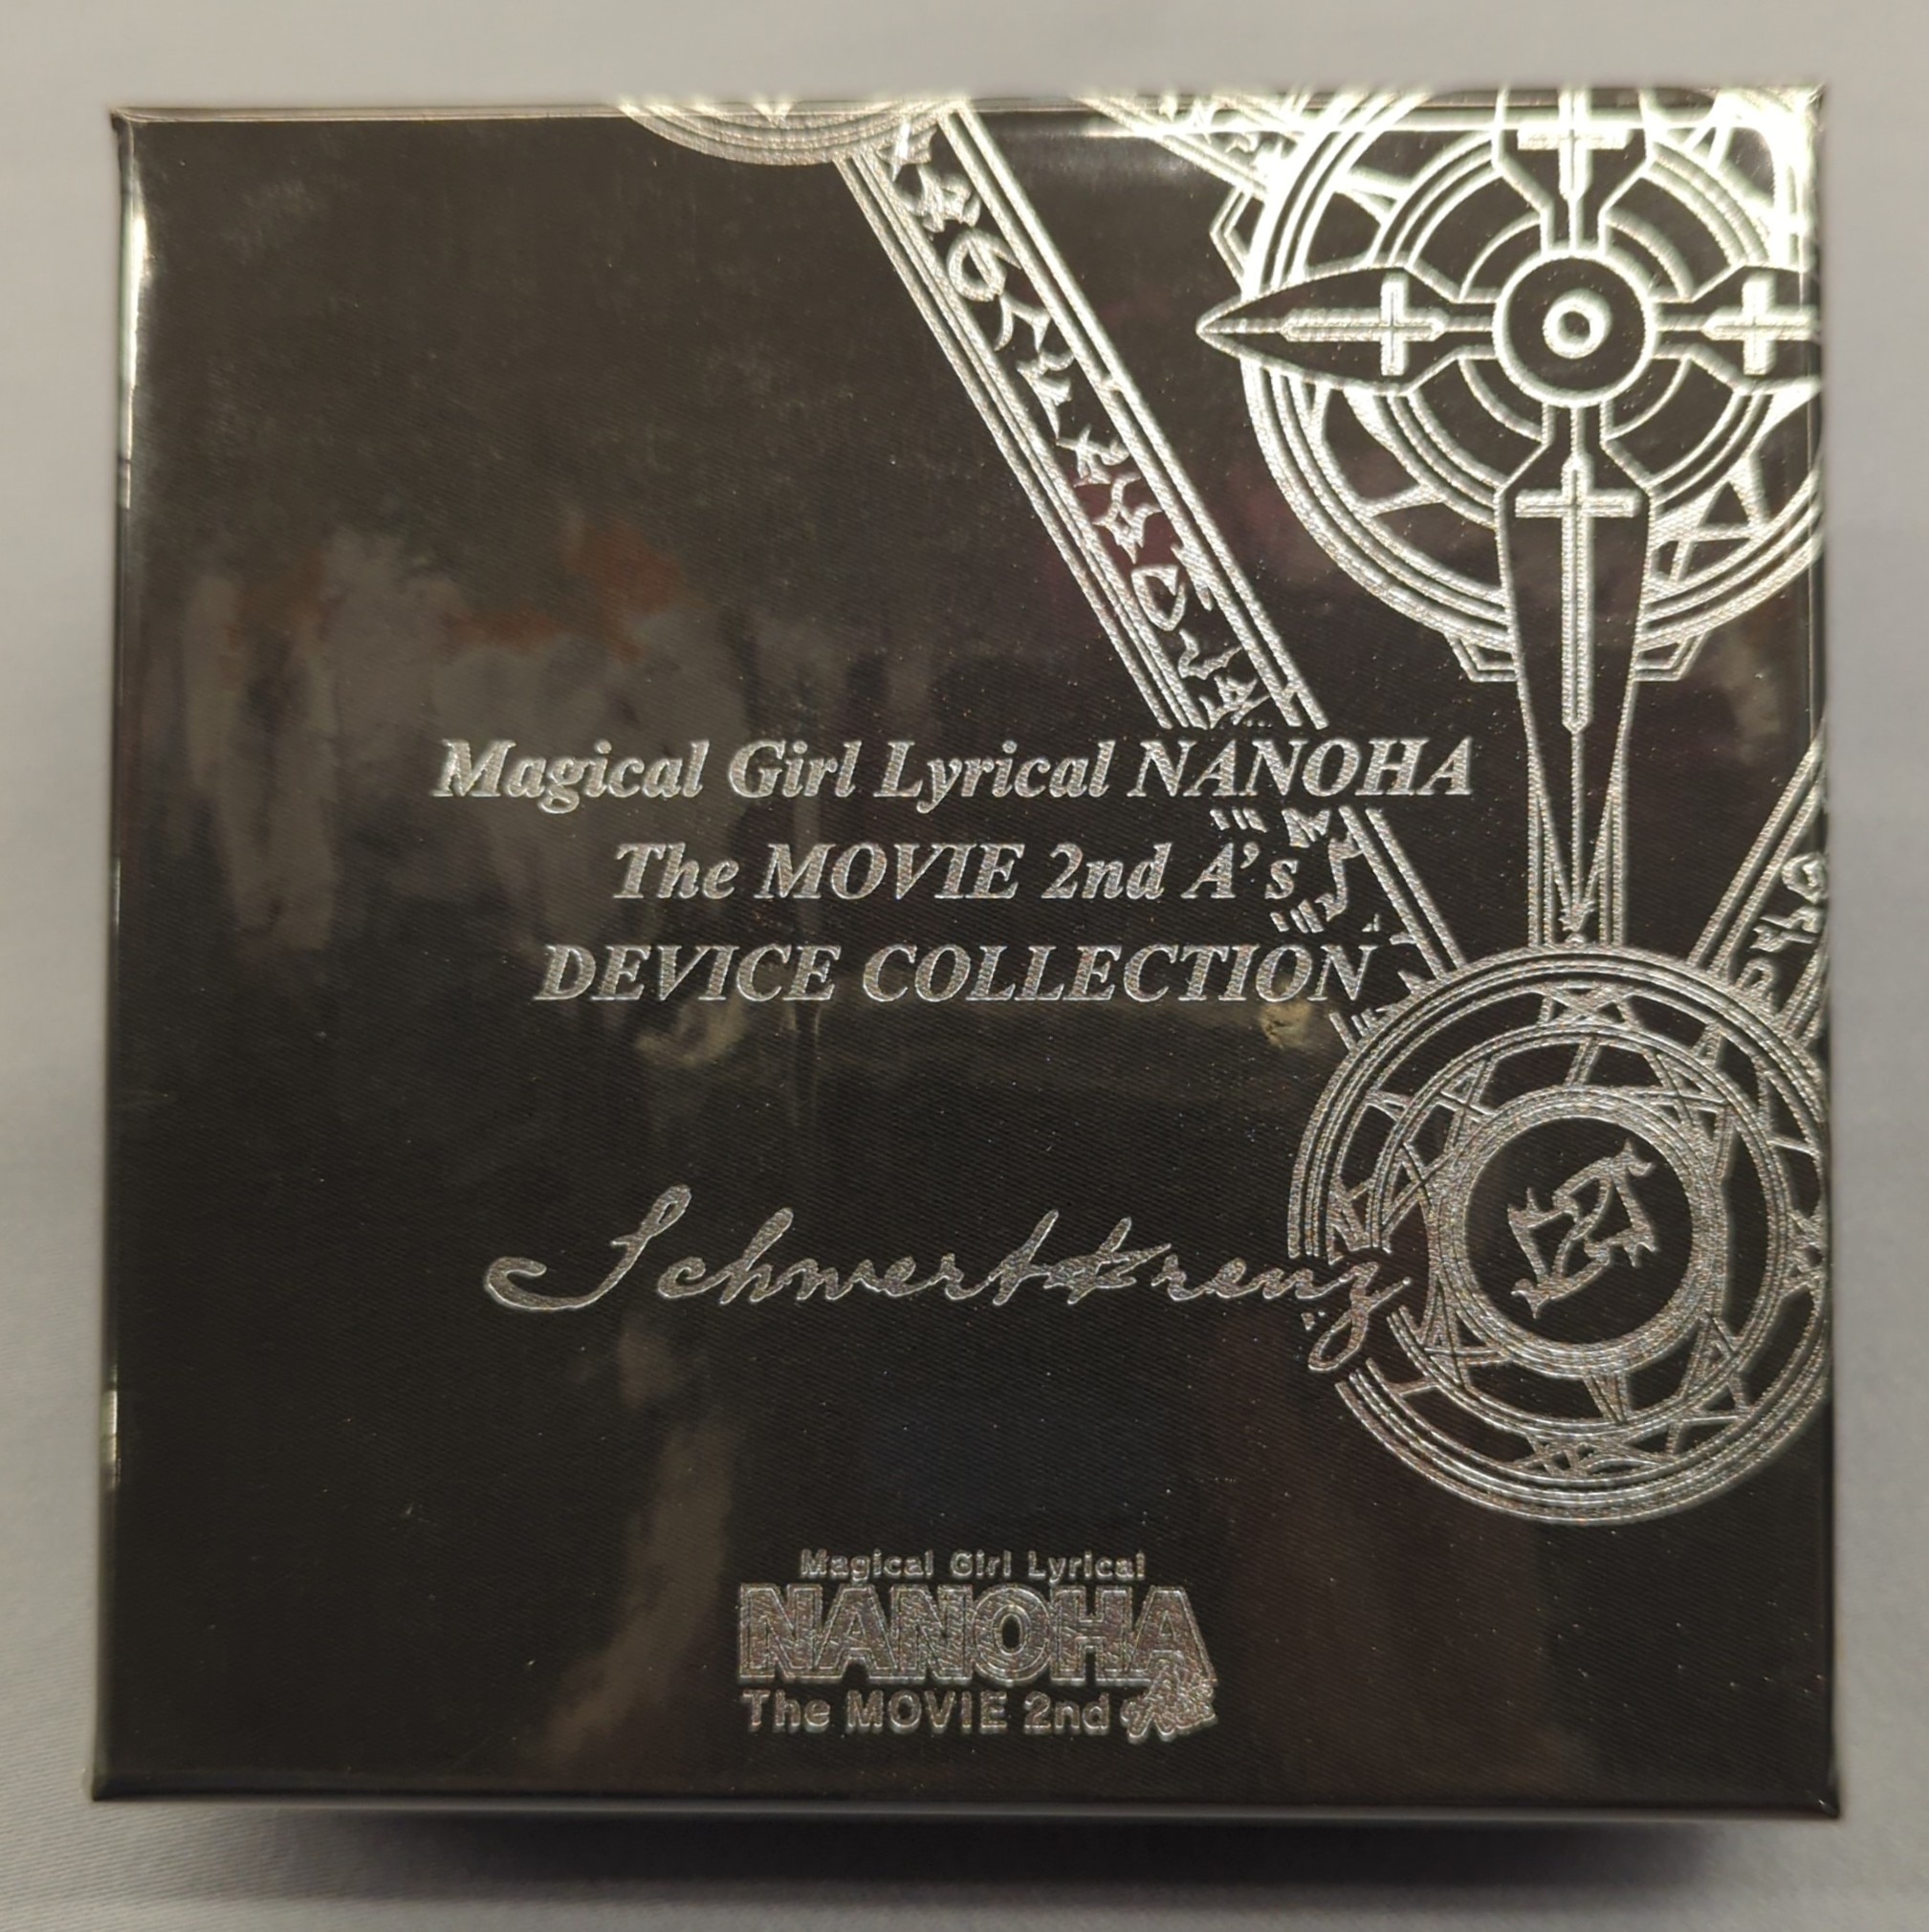 Magical Girl Lyrical NANOHA
The MOVIE 2nd A's
DEVICE COLLECTION
Schwertkreuz
Magical Girl Lyrical
NANOHA
The MOVIE 2nd A's